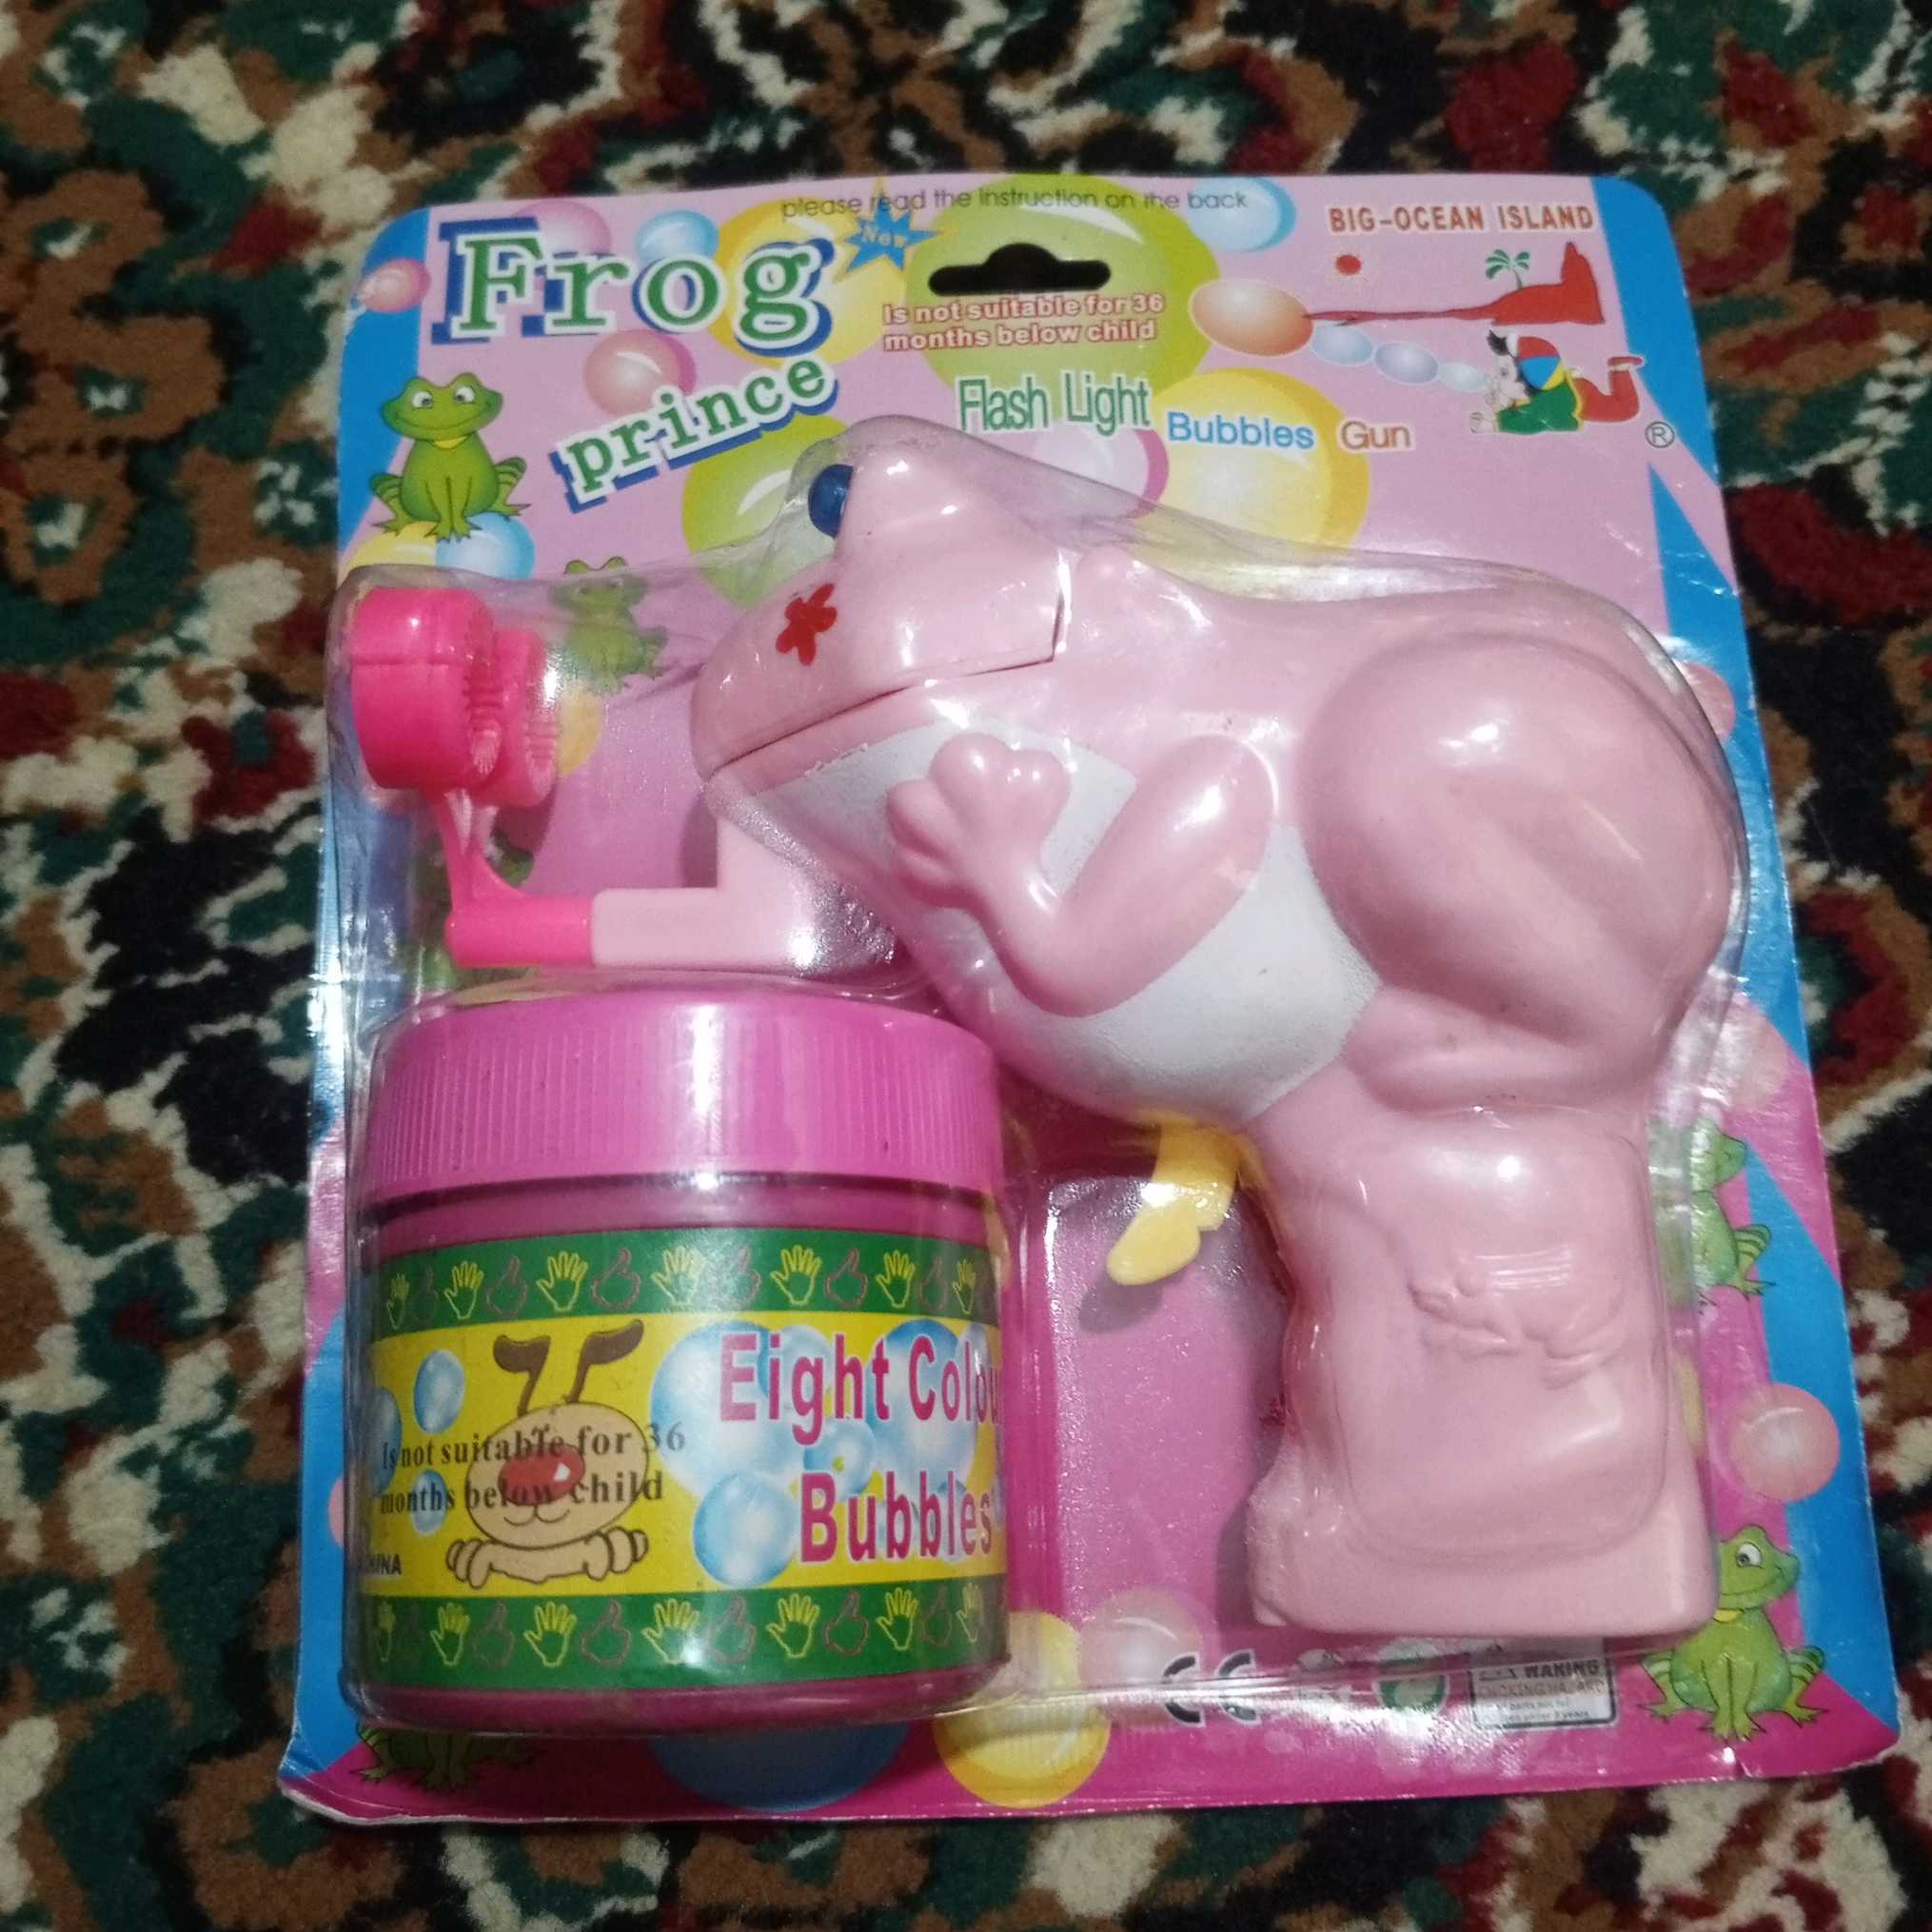 please read the instruction on the back
BIG-OCEAN ISLAND
Frog
New
prince
Is not suitable for 36
months below child
Flash Light Bubbles Gun
®
Eight Colou
Bubbles
Is not suitable for 36
months below child
CE
WARNING